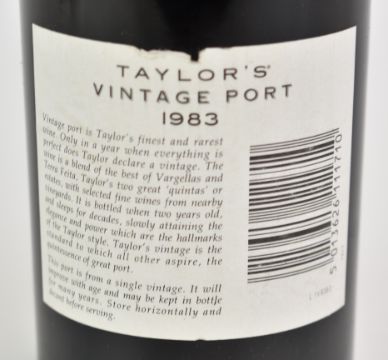 TAYLOR'S
VINTAGE PORT
1983
Vintage port is Taylor's finest and rarest
wine. Only in a year when everything is
perfect does Taylor declare a vintage. The
wine is a blend of the best of Vargellas and
Terra Feita, Taylor's two great 'quintas' or
estates, with selected fine wines from nearby
vineyards. It is bottled when two years old,
and sleeps for decades, slowly attaining the
elegance and power which are the hallmarks
of the Taylor style. Taylor's vintage is the
standard to which all other aspire, the
quintessence of great port.
This port is from a single vintage. It will
improve with age and may be kept in bottle
for many years. Store horizontally and
decant before serving.
5 013626 111710